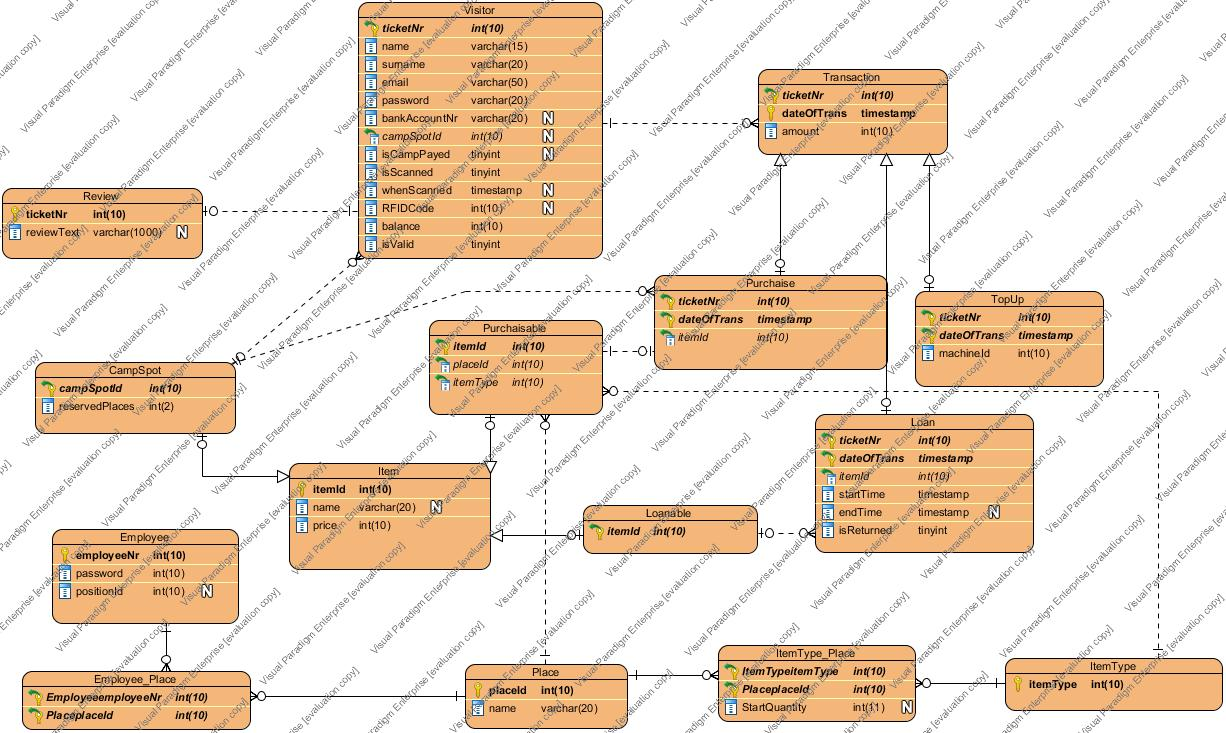 Visitor
ticketNr int(10)
name varchar(15)
surname varchar(20)
email varchar(50)
password varchar(20)
bankAccountNr varchar(20) N
campSpotId int(10) N
isCampPayed tinyint N
isScanned tinyint
whenScanned timestamp N
RFIDCode int(10) N
balance int(10)
isValid tinyint
Transaction
ticketNr int(10)
dateOfTrans timestamp
amount int(10)
Review
ticketNr int(10)
reviewText varchar(1000) N
Purchaise
ticketNr int(10)
dateOfTrans timestamp
itemId int(10)
TopUp
ticketNr int(10)
dateOfTrans timestamp
machineId int(10)
Purchaisable
itemId int(10)
placeId int(10)
itemType int(10)
CampSpot
campSpotId int(10)
reservedPlaces int(2)
Loan
ticketNr int(10)
dateOfTrans timestamp
itemId int(10)
startTime timestamp
endTime timestamp N
isReturned tinyint
Item
itemId int(10)
name varchar(20) N
price int(10)
Loanable
itemId int(10)
Employee
employeeNr int(10)
password int(10)
positionId int(10) N
Employee_Place
EmployeeemployeeNr int(10)
PlaceplaceId int(10)
Place
placeId int(10)
name varchar(20)
ItemType_Place
ItemTypeitemType int(10)
PlaceplaceId int(10)
StartQuantity int(11) N
ItemType
itemType int(10)
Visual Paradigm Enterprise [evaluation copy]